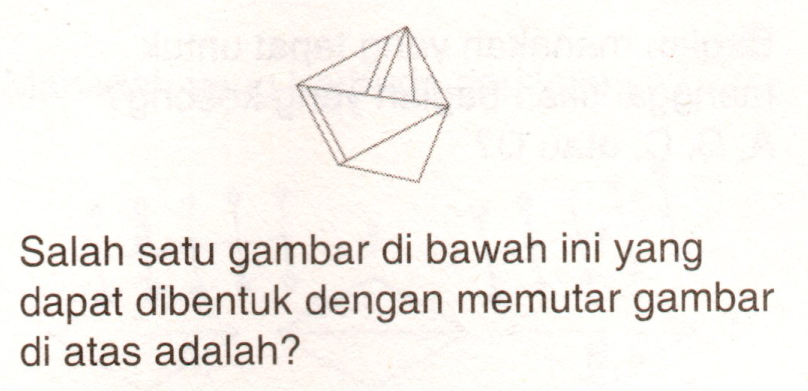 Salah satu gambar di bawah ini yang
dapat dibentuk dengan memutar gambar
di atas adalah?